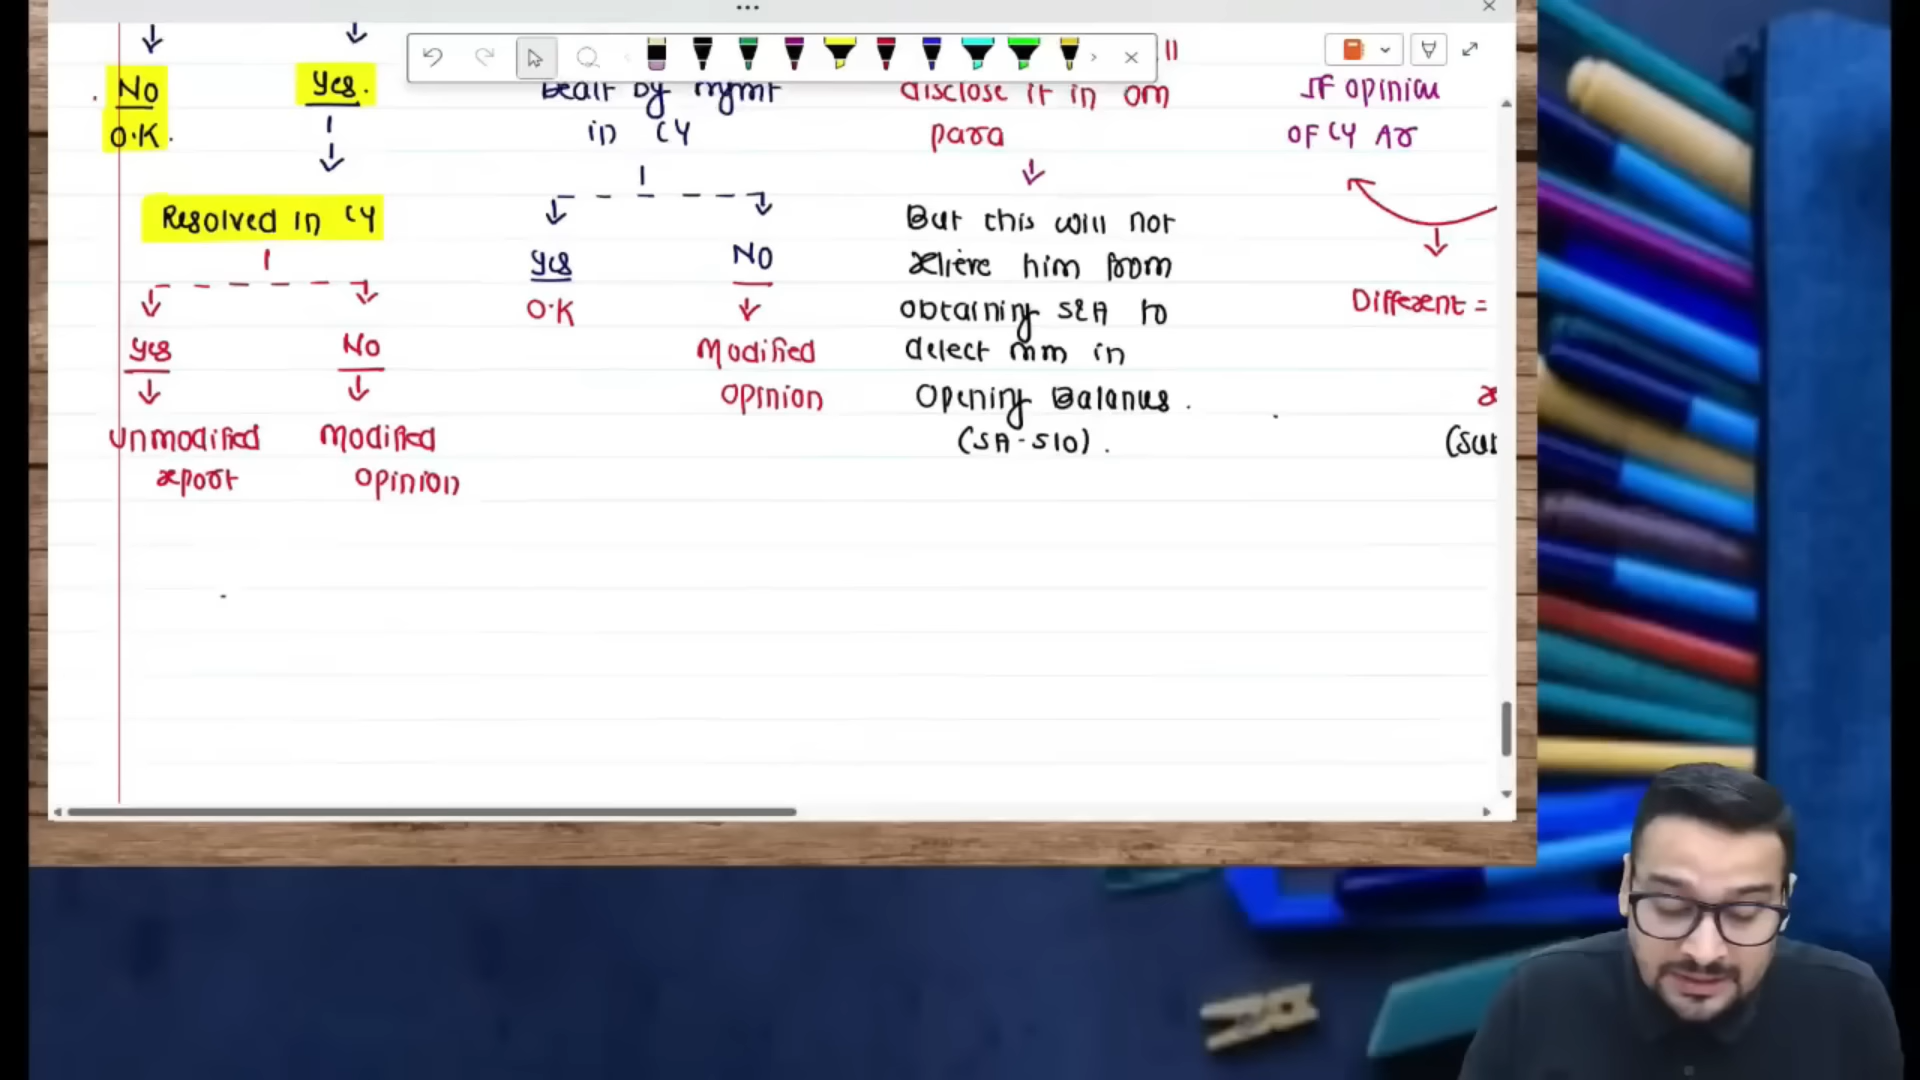 No
O.K.
Yes.
Resolved in CY
Yes
No
Unmodified
report
Modified
opinion
Dealt by mgmt
in CY
Yes
O.K
No
Modified
opinion
disclose it in OM
para
But this will not
relieve him from
obtaining SEA to
detect mm in
Opening Balances.
(SA-510).
If opinion
OF CY AR
Different =